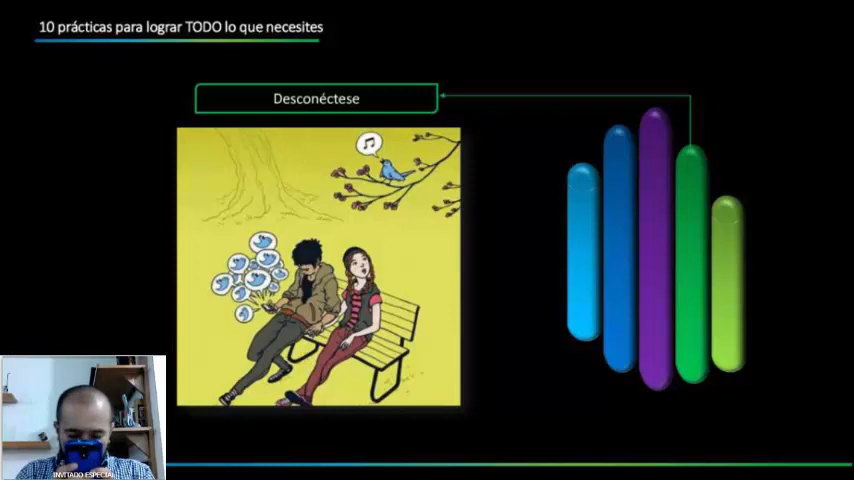 10 prácticas para lograr TODO lo que necesites
Desconéctese
INVITADO ESPECIAL